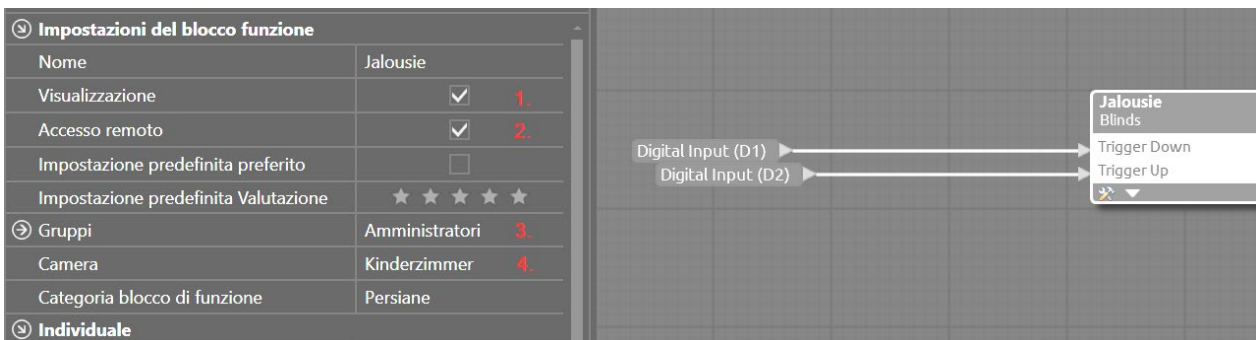 Impostazioni del blocco funzione
Nome Jalousie
Visualizzazione 1.
Accesso remoto 2.
Impostazione predefinita preferito
Impostazione predefinita Valutazione
Gruppi Amministratori 3.
Camera Kinderzimmer 4.
Categoria blocco di funzione Persiane
Individuale
Digital Input (D1)
Digital Input (D2)
Jalousie
Blinds
Trigger Down
Trigger Up